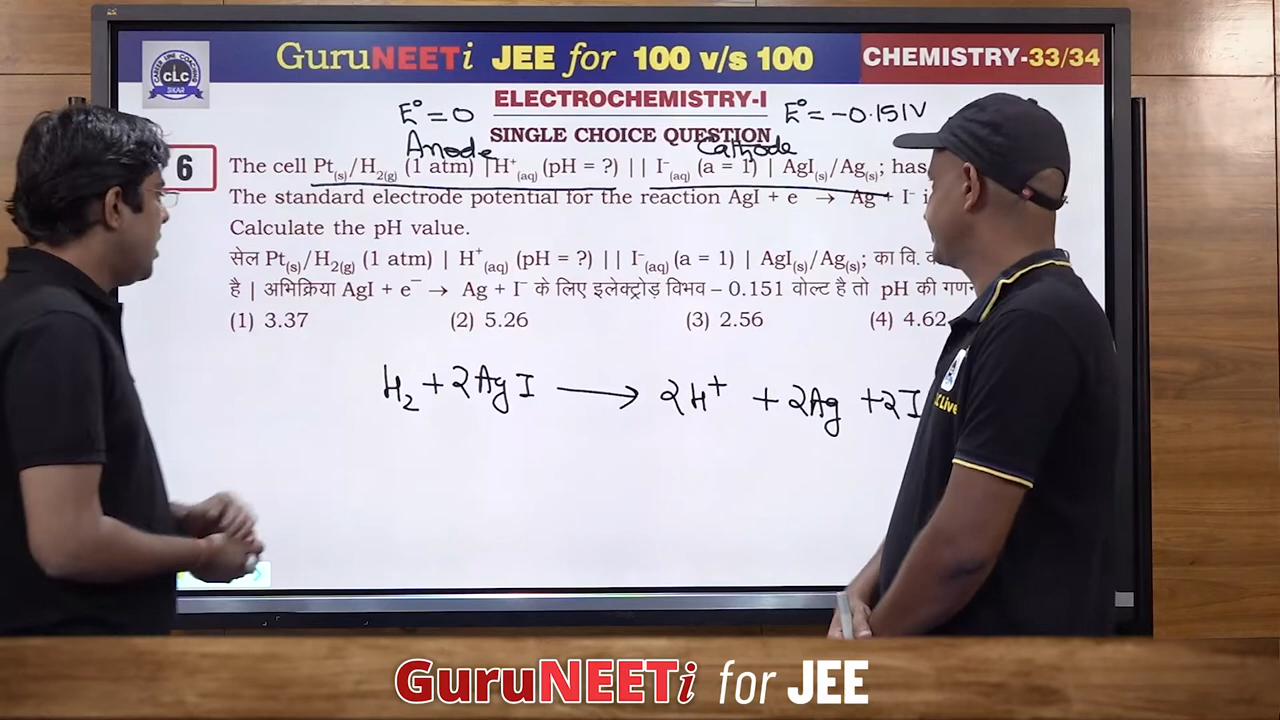 CLC
SIKAR
GuruNEETi JEE for 100 v/s 100
CHEMISTRY-33/34
ELECTROCHEMISTRY-I
E° = 0
E° = -0.151V
SINGLE CHOICE QUESTION
Anode
Cathode
6
The cell Pt(s)/H2(g) (1 atm) |H+(aq) (pH = ?) || I-(aq) (a = 1) | AgI(s)/Ag(s); has
The standard electrode potential for the reaction AgI + e → Ag + I-
Calculate the pH value.
सेल Pt(s)/H2(g) (1 atm) | H+(aq) (pH = ?) || I-(aq) (a = 1) | AgI(s)/Ag(s); का वि.
है | अभिक्रिया AgI + e− → Ag + I- के लिए इलेक्ट्रोड़ विभव – 0.151 वोल्ट है तो pH की
(1) 3.37 (2) 5.26 (3) 2.56 (4) 4.62
H2 + 2AgI → 2H+ + 2Ag + 2I
Live
GuruNEETi for JEE